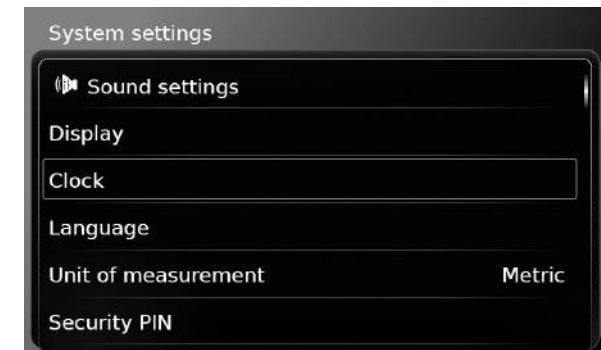 System settings
Sound settings
Display
Clock
Language
Unit of measurement Metric
Security PIN